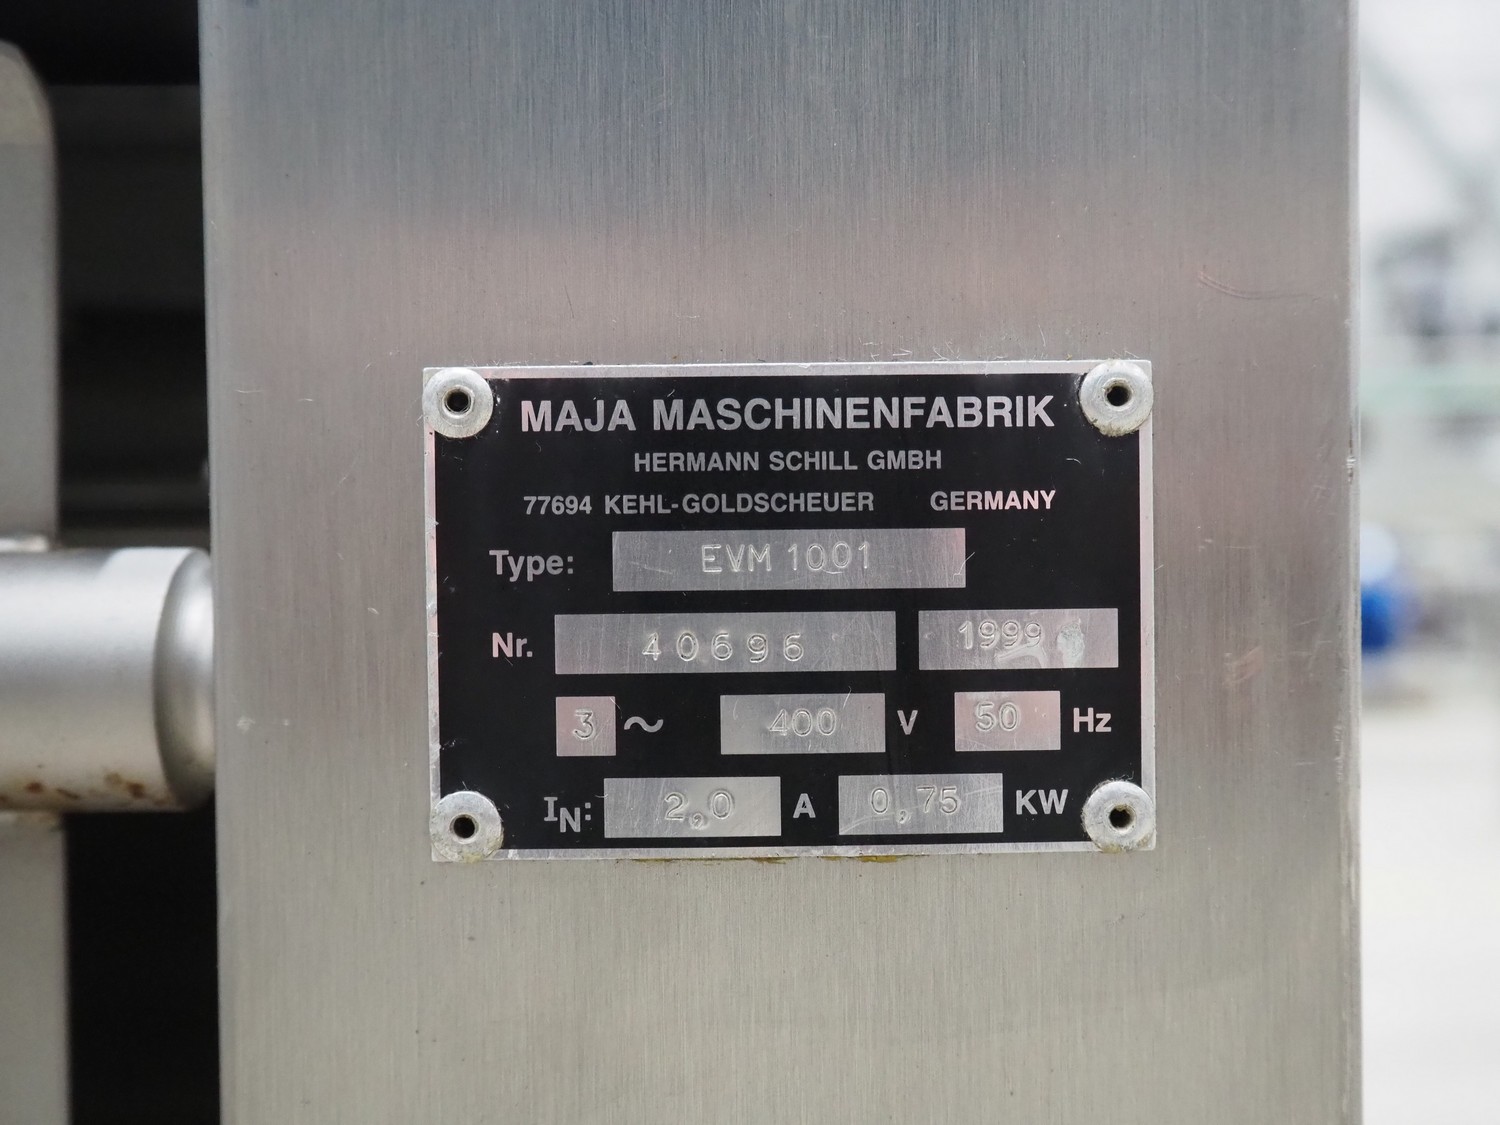 MAJA MASCHINENFABRIK
HERMANN SCHILL GMBH
77694 KEHL-GOLDSCHEUER GERMANY
Type: EVM 1001
Nr. 40696 1999
3 ~ 400 V 50 Hz
IN: 2,0 A 0,75 KW